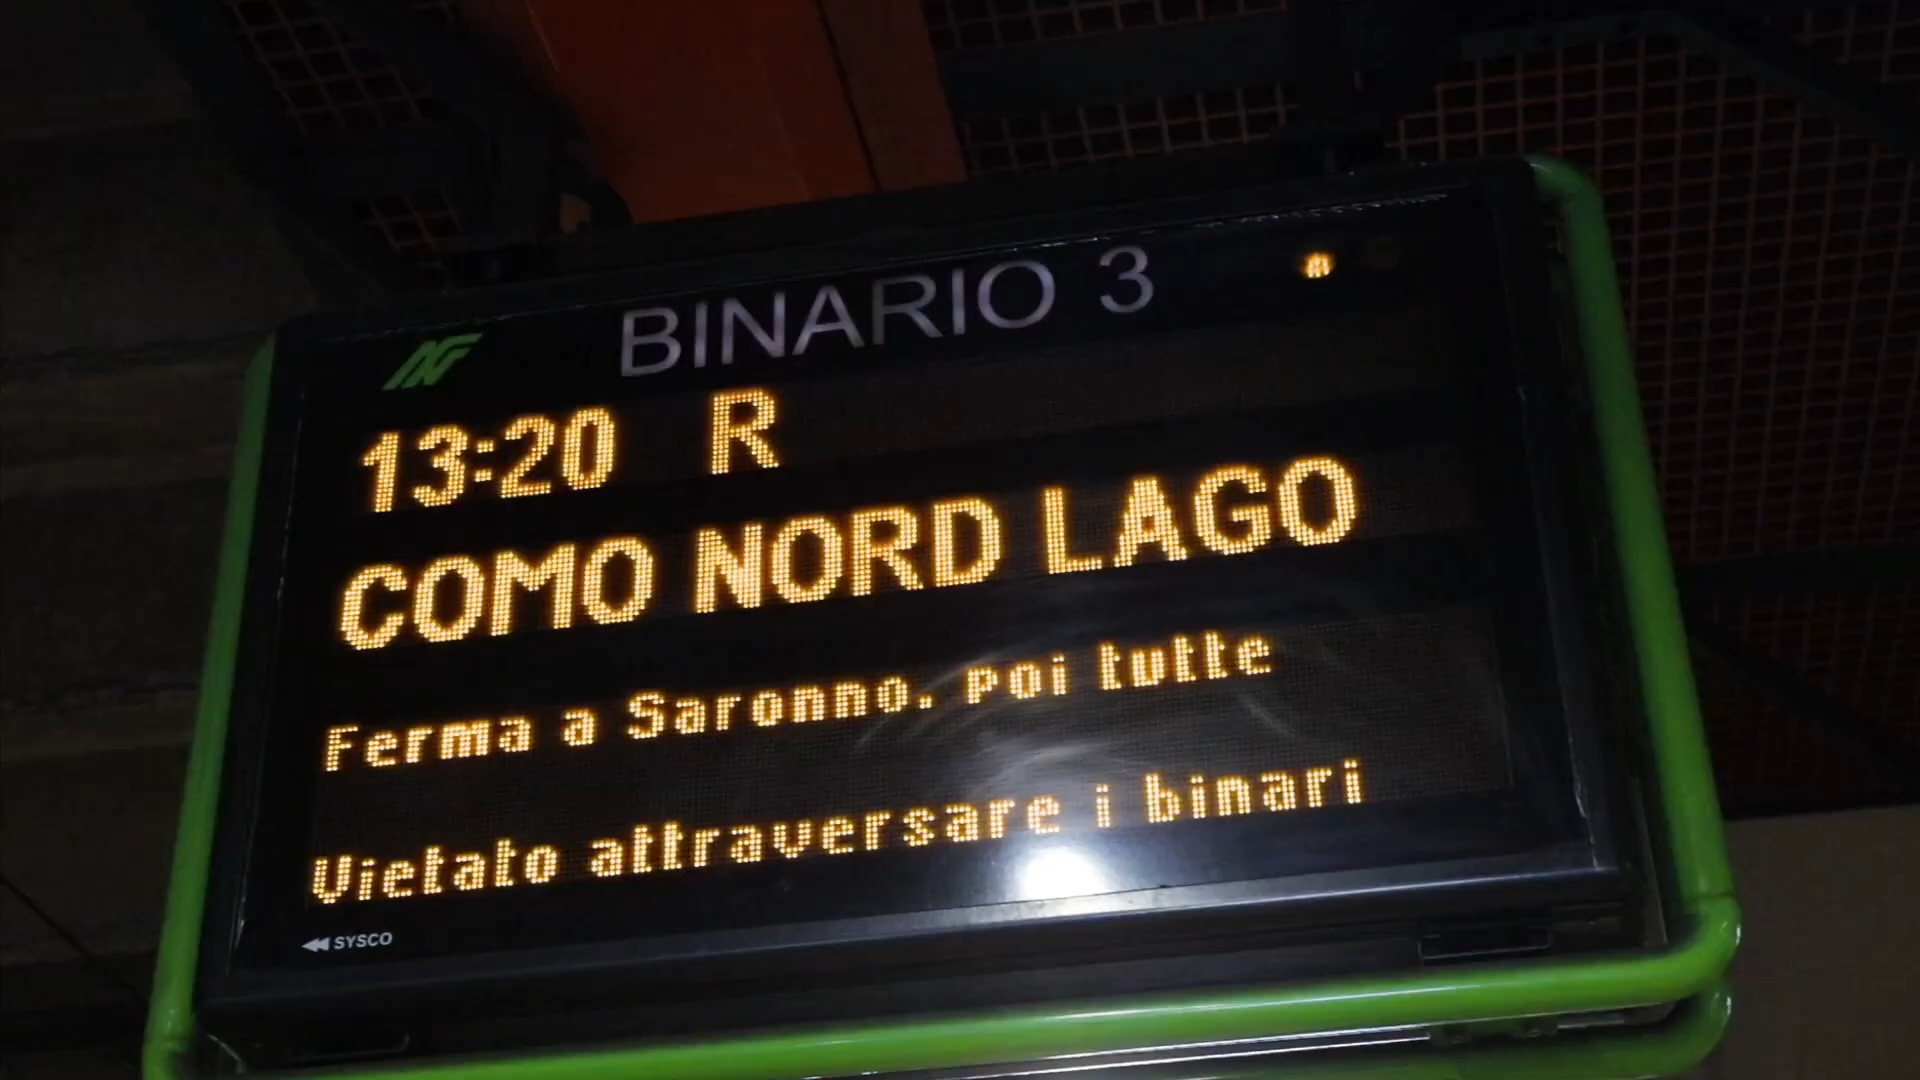 BINARIO 3
13:20 R
COMO NORD LAGO
Ferma a Saronno. poi tutte
Vietato attraversare i binari
SYSCO